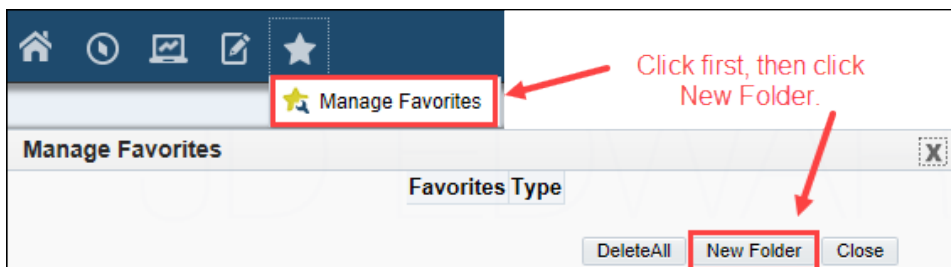 Click first, then click
New Folder.
Manage Favorites
Manage Favorites
X
Favorites Type
DeleteAll New Folder Close